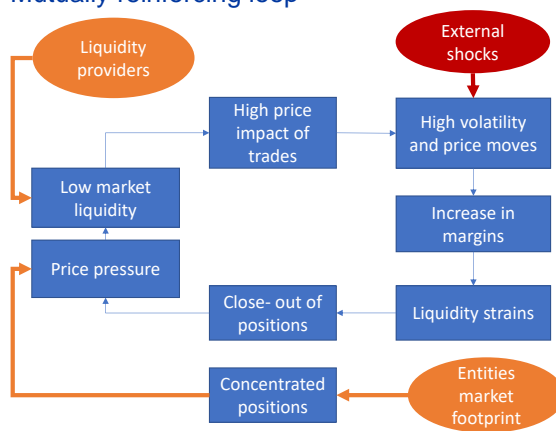 Mutually reinforcing loop
Liquidity
providers
External
shocks
High price
impact of
trades
High volatility
and price moves
Low market
liquidity
Increase in
margins
Price pressure
Close- out of
positions
Liquidity strains
Concentrated
positions
Entities
market
footprint